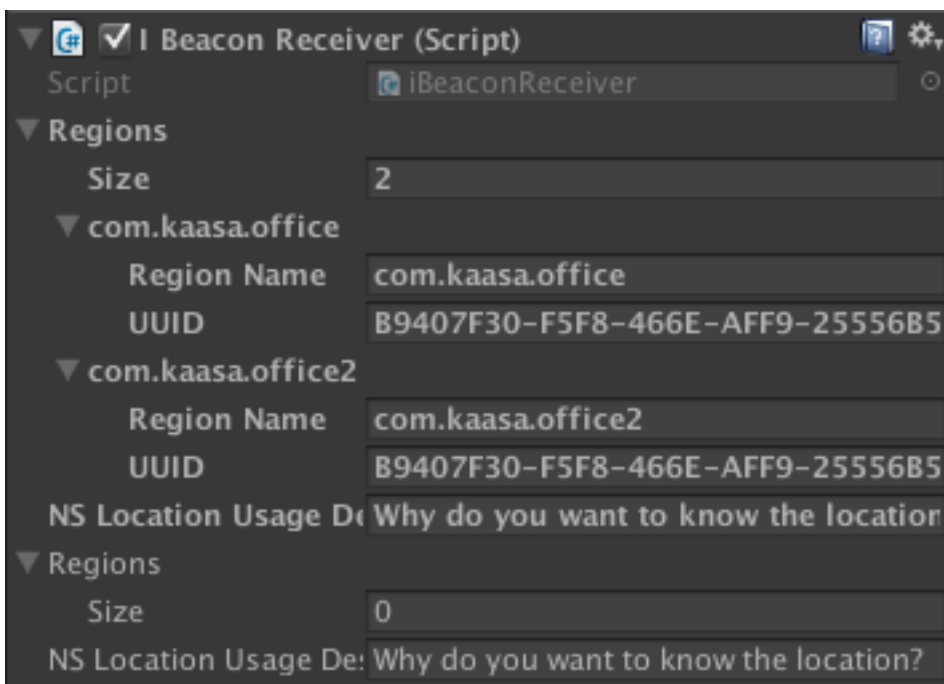 I Beacon Receiver (Script)
Script iBeaconReceiver
Regions
Size 2
com.kaasa.office
Region Name com.kaasa.office
UUID B9407F30-F5F8-466E-AFF9-25556B5
com.kaasa.office2
Region Name com.kaasa.office2
UUID B9407F30-F5F8-466E-AFF9-25556B5
NS Location Usage De Why do you want to know the location
Regions
Size 0
NS Location Usage Des Why do you want to know the location?